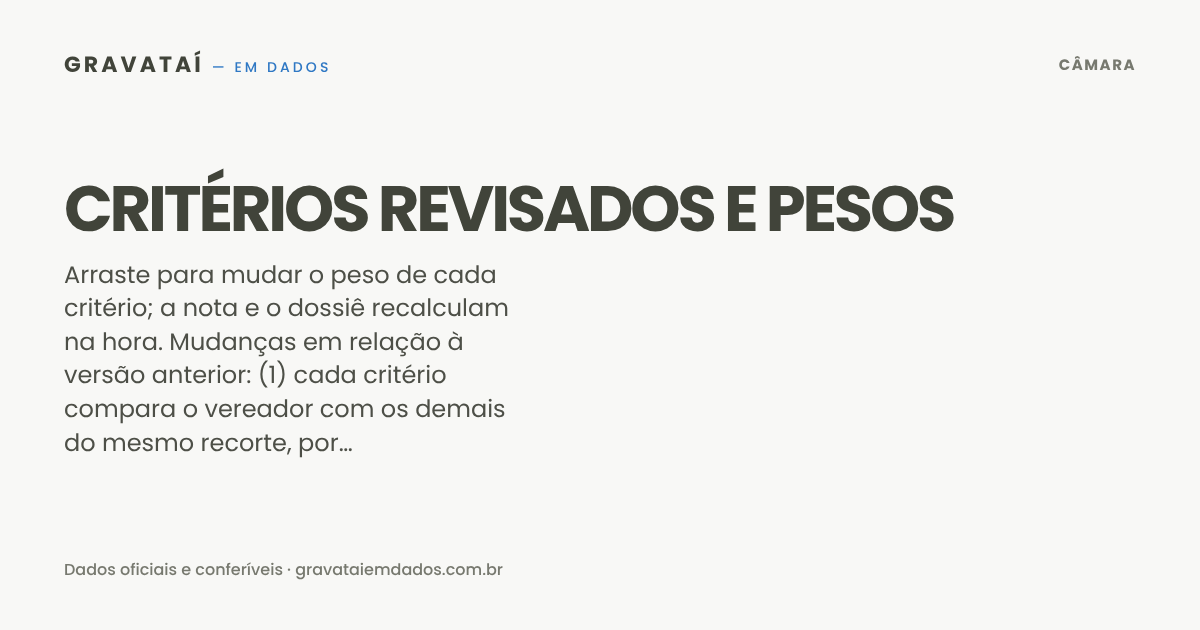 GRAVATAÍ — EM DADOS
CÂMARA
CRITÉRIOS REVISADOS E PESOS
Arraste para mudar o peso de cada
critério; a nota e o dossiê recalculam
na hora. Mudanças em relação à
versão anterior: (1) cada critério
compara o vereador com os demais
do mesmo recorte, por...
Dados oficiais e conferíveis · gravataiemdados.com.br